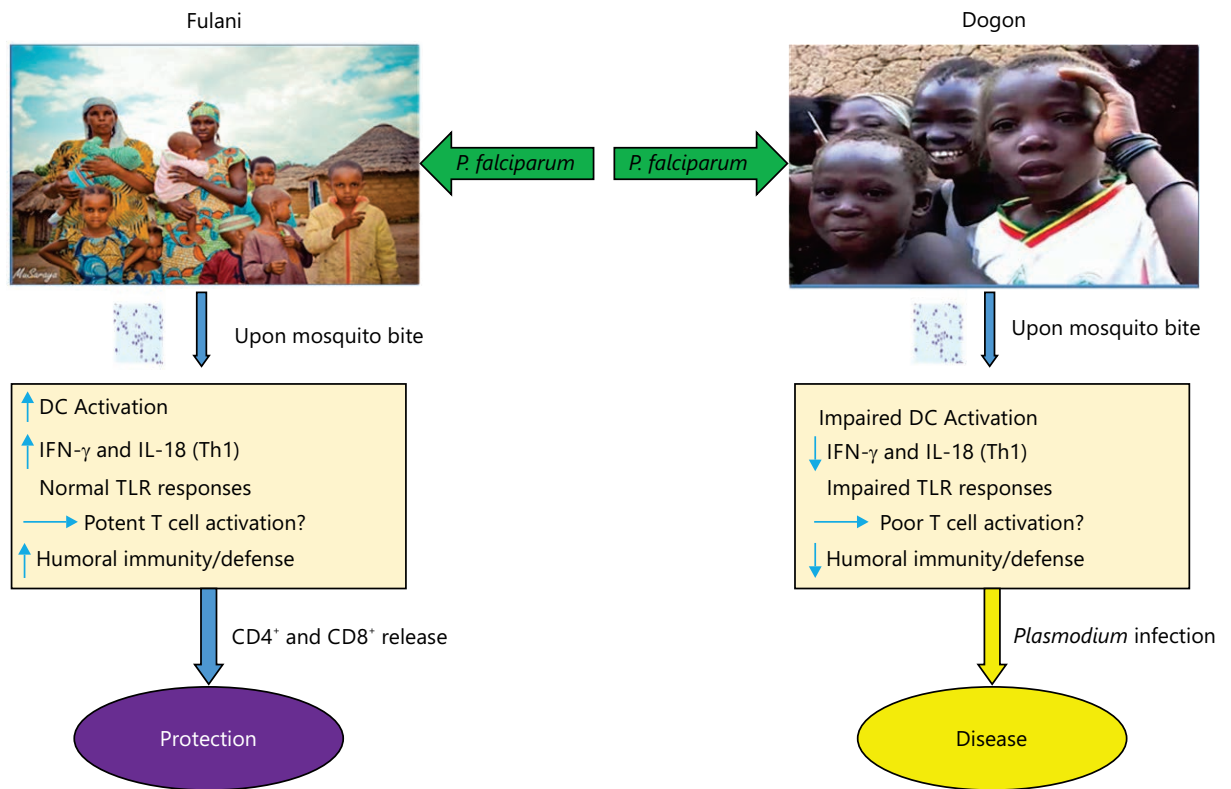 Fulani
Dogon
P. falciparum
P. falciparum
MuSaraya
Upon mosquito bite
Upon mosquito bite
DC Activation
IFN-γ and IL-18 (Th1)
Normal TLR responses
Potent T cell activation?
Humoral immunity/defense
Impaired DC Activation
IFN-γ and IL-18 (Th1)
Impaired TLR responses
Poor T cell activation?
Humoral immunity/defense
CD4⁺ and CD8⁺ release
Plasmodium infection
Protection
Disease